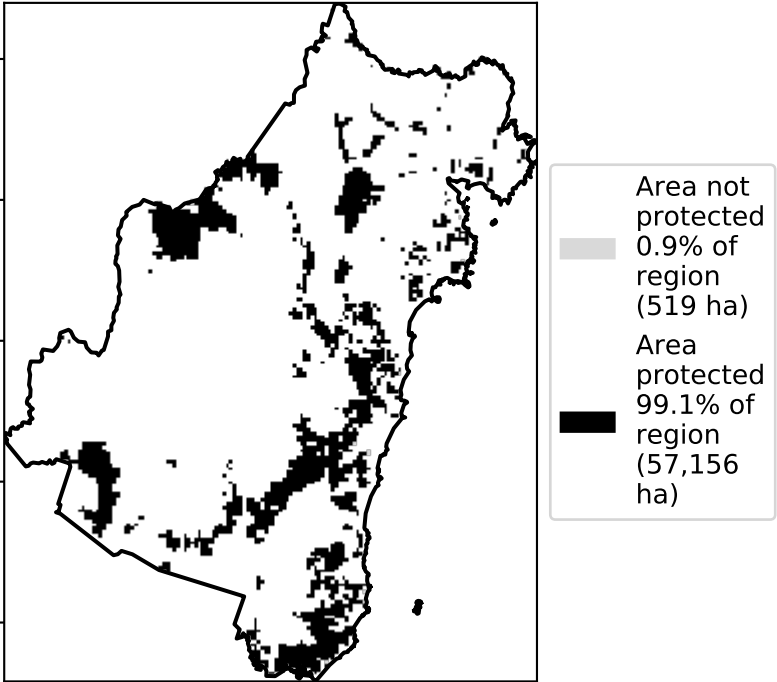 Area not
protected
0.9% of
region
(519 ha)
Area
protected
99.1% of
region
(57,156
ha)